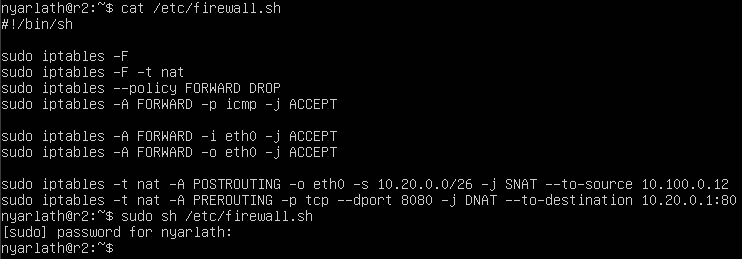 nyarlath@r2:~$ cat /etc/firewall.sh
#!/bin/sh
sudo iptables -F
sudo iptables -F -t nat
sudo iptables --policy FORWARD DROP
sudo iptables -A FORWARD -p icmp -j ACCEPT
sudo iptables -A FORWARD -i eth0 -j ACCEPT
sudo iptables -A FORWARD -o eth0 -j ACCEPT
sudo iptables -t nat -A POSTROUTING -o eth0 -s 10.20.0.0/26 -j SNAT --to-source 10.100.0.12
sudo iptables -t nat -A PREROUTING -p tcp --dport 8080 -j DNAT --to-destination 10.20.0.1:80
nyarlath@r2:~$ sudo sh /etc/firewall.sh
[sudo] password for nyarlath:
nyarlath@r2:~$